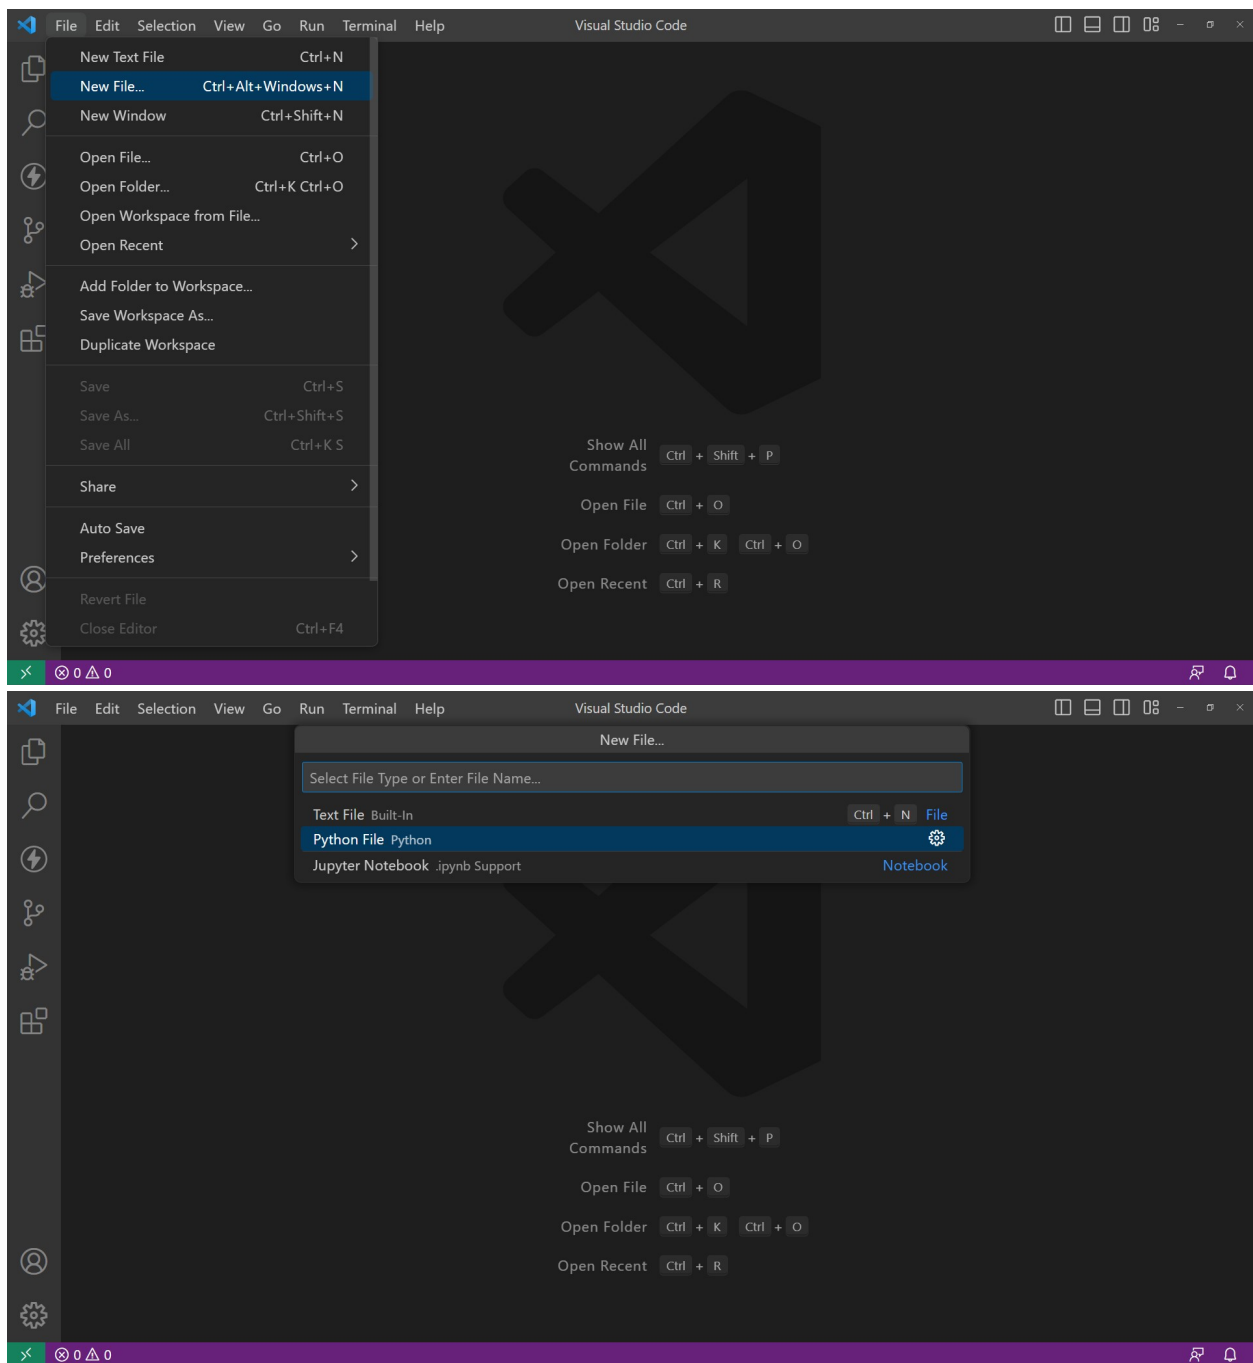 File Edit Selection View Go Run Terminal Help Visual Studio Code
New Text File Ctrl+N
New File... Ctrl+Alt+Windows+N
New Window Ctrl+Shift+N
Open File... Ctrl+O
Open Folder... Ctrl+K Ctrl+O
Open Workspace from File...
Open Recent
Add Folder to Workspace...
Save Workspace As...
Duplicate Workspace
Save Ctrl+S
Save As... Ctrl+Shift+S
Save All Ctrl+K S
Share
Auto Save
Preferences
Revert File
Close Editor Ctrl+F4
Show All
Commands Ctrl + Shift + P
Open File Ctrl + O
Open Folder Ctrl + K Ctrl + O
Open Recent Ctrl + R
0 0
File Edit Selection View Go Run Terminal Help Visual Studio Code
New File...
Select File Type or Enter File Name...
Text File Built-In Ctrl + N File
Python File Python
Jupyter Notebook .ipynb Support Notebook
Show All
Commands Ctrl + Shift + P
Open File Ctrl + O
Open Folder Ctrl + K Ctrl + O
Open Recent Ctrl + R
0 0